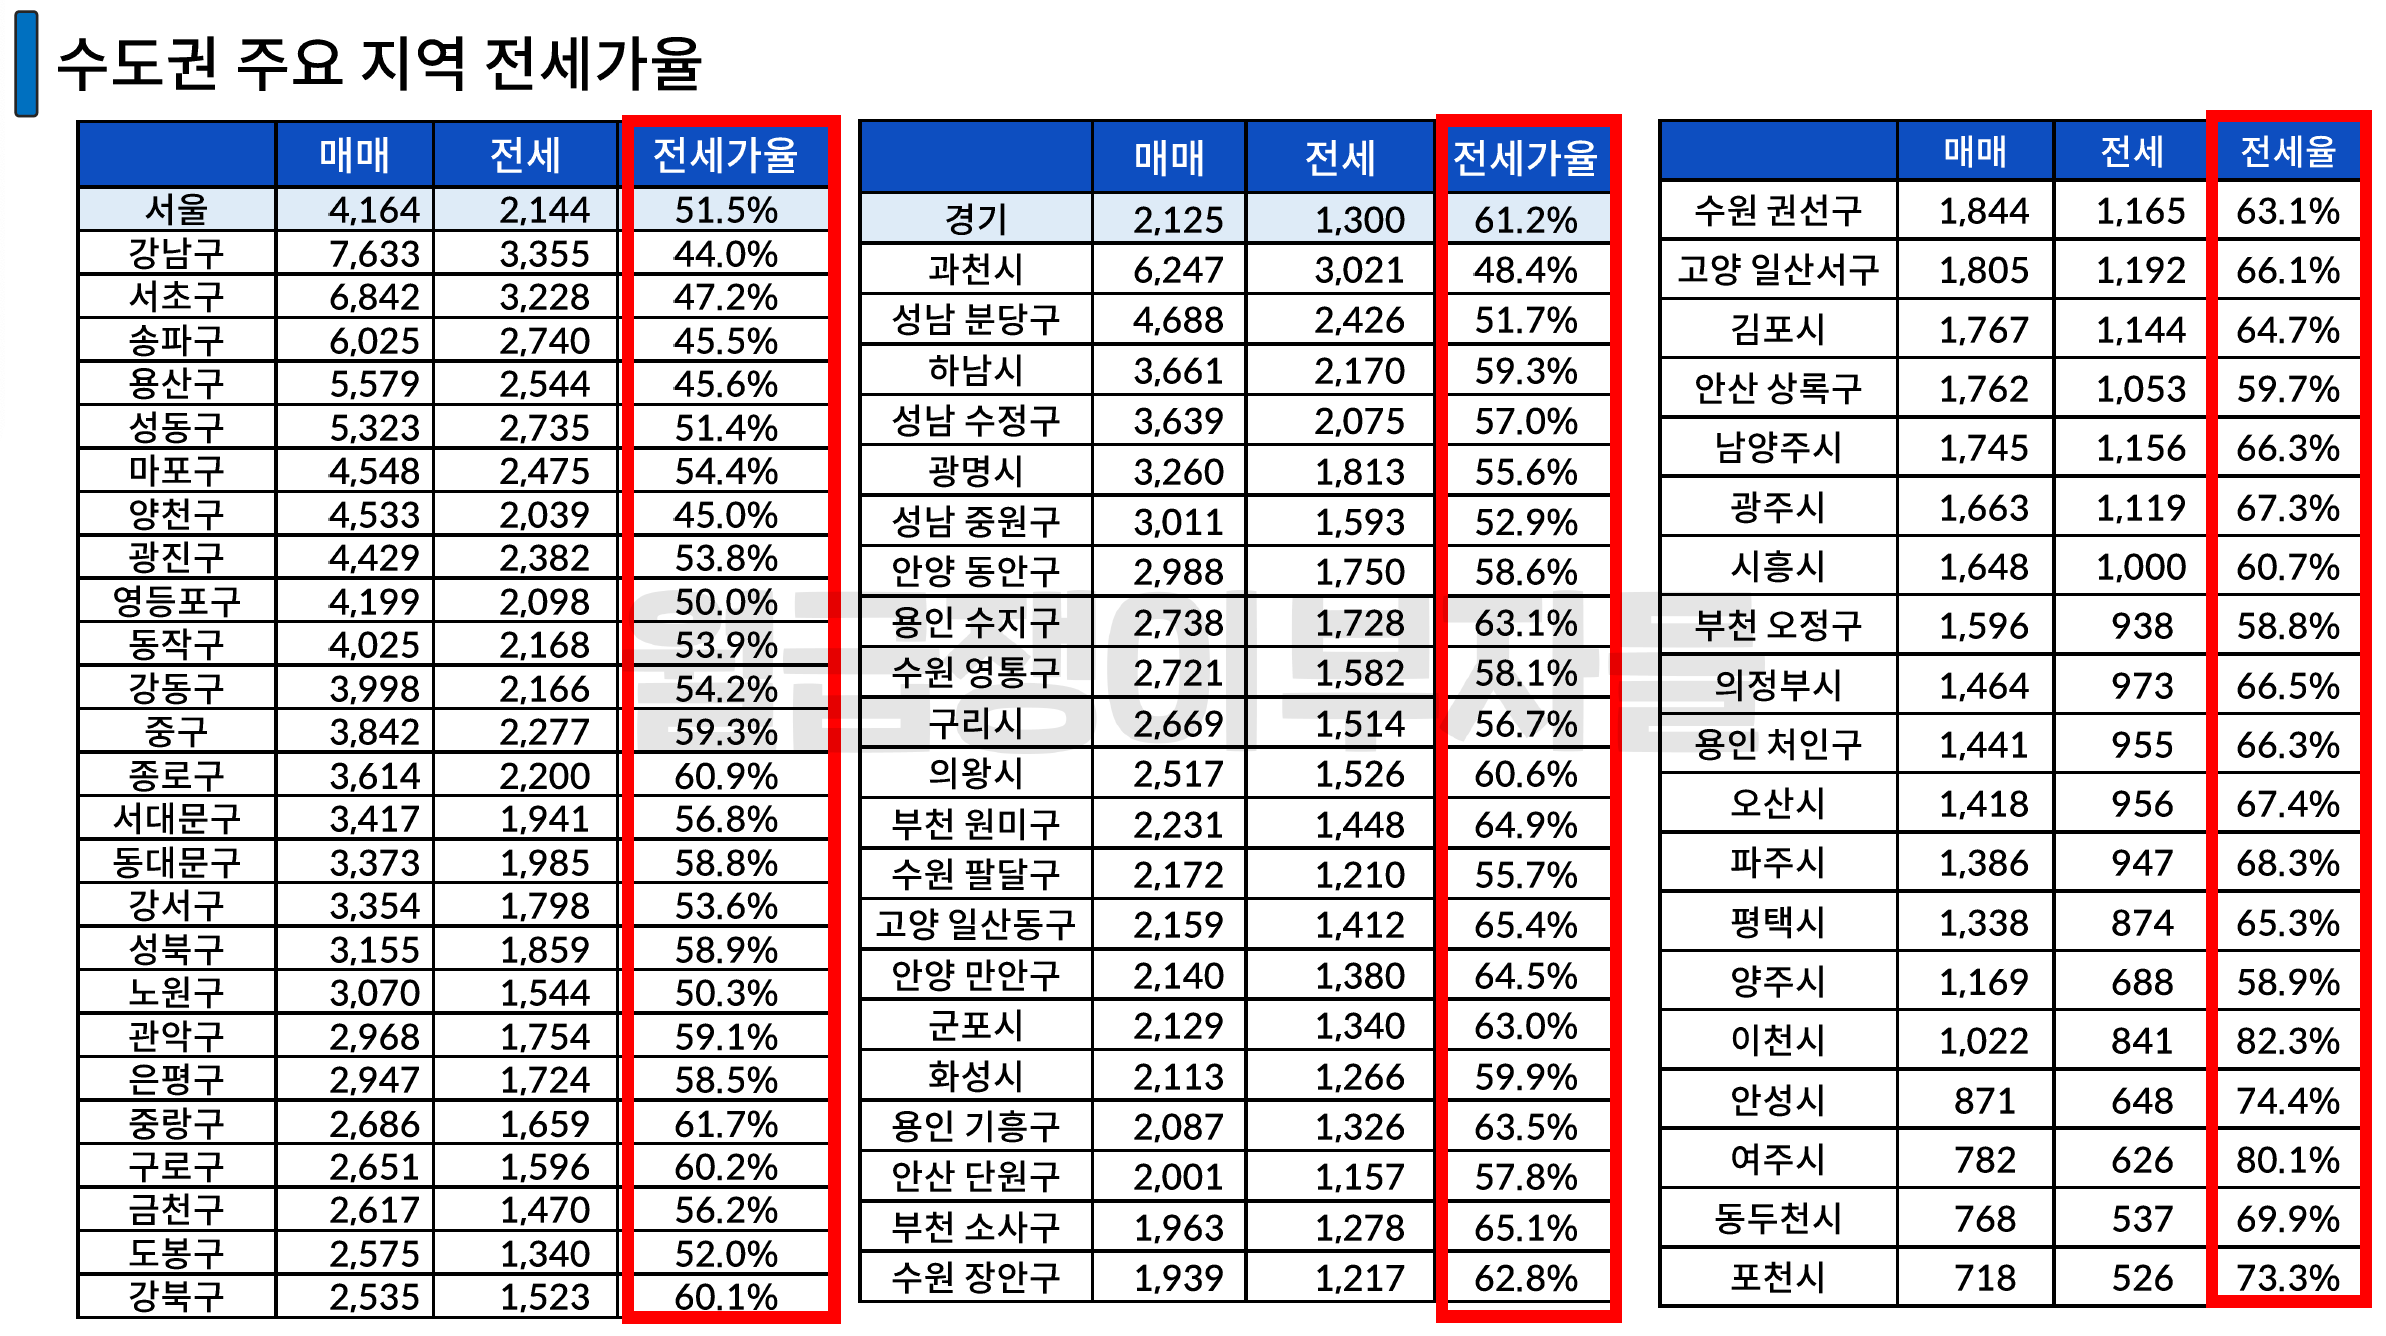 수도권 주요 지역 전세가율
매매 전세 전세가율
서울 4,164 2,144 51.5%
강남구 7,633 3,355 44.0%
서초구 6,842 3,228 47.2%
송파구 6,025 2,740 45.5%
용산구 5,579 2,544 45.6%
성동구 5,323 2,735 51.4%
마포구 4,548 2,475 54.4%
양천구 4,533 2,039 45.0%
광진구 4,429 2,382 53.8%
영등포구 4,199 2,098 50.0%
동작구 4,025 2,168 53.9%
강동구 3,998 2,166 54.2%
중구 3,842 2,277 59.3%
종로구 3,614 2,200 60.9%
서대문구 3,417 1,941 56.8%
동대문구 3,373 1,985 58.8%
강서구 3,354 1,798 53.6%
성북구 3,155 1,859 58.9%
노원구 3,070 1,544 50.3%
관악구 2,968 1,754 59.1%
은평구 2,947 1,724 58.5%
중랑구 2,686 1,659 61.7%
구로구 2,651 1,596 60.2%
금천구 2,617 1,470 56.2%
도봉구 2,575 1,340 52.0%
강북구 2,535 1,523 60.1%
매매 전세 전세가율
경기 2,125 1,300 61.2%
과천시 6,247 3,021 48.4%
성남 분당구 4,688 2,426 51.7%
하남시 3,661 2,170 59.3%
성남 수정구 3,639 2,075 57.0%
광명시 3,260 1,813 55.6%
성남 중원구 3,011 1,593 52.9%
안양 동안구 2,988 1,750 58.6%
용인 수지구 2,738 1,728 63.1%
수원 영통구 2,721 1,582 58.1%
구리시 2,669 1,514 56.7%
의왕시 2,517 1,526 60.6%
부천 원미구 2,231 1,448 64.9%
수원 팔달구 2,172 1,210 55.7%
고양 일산동구 2,159 1,412 65.4%
안양 만안구 2,140 1,380 64.5%
군포시 2,129 1,340 63.0%
화성시 2,113 1,266 59.9%
용인 기흥구 2,087 1,326 63.5%
안산 단원구 2,001 1,157 57.8%
부천 소사구 1,963 1,278 65.1%
수원 장안구 1,939 1,217 62.8%
매매 전세 전세율
수원 권선구 1,844 1,165 63.1%
고양 일산서구 1,805 1,192 66.1%
김포시 1,767 1,144 64.7%
안산 상록구 1,762 1,053 59.7%
남양주시 1,745 1,156 66.3%
광주시 1,663 1,119 67.3%
시흥시 1,648 1,000 60.7%
부천 오정구 1,596 938 58.8%
의정부시 1,464 973 66.5%
용인 처인구 1,441 955 66.3%
오산시 1,418 956 67.4%
파주시 1,386 947 68.3%
평택시 1,338 874 65.3%
양주시 1,169 688 58.9%
이천시 1,022 841 82.3%
안성시 871 648 74.4%
여주시 782 626 80.1%
동두천시 768 537 69.9%
포천시 718 526 73.3%
월급쟁이부자들